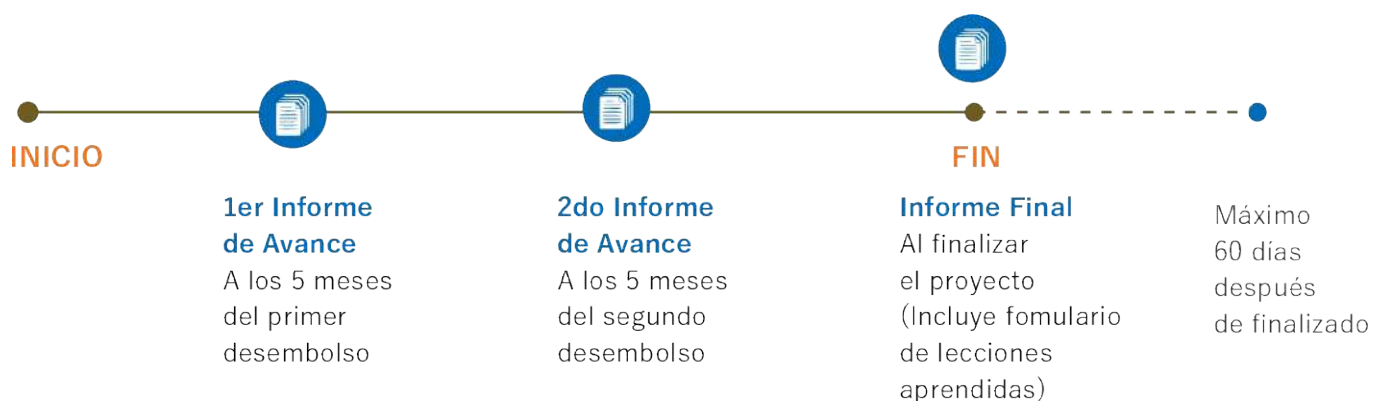 INICIO
FIN
1er Informe
de Avance
A los 5 meses
del primer
desembolso
2do Informe
de Avance
A los 5 meses
del segundo
desembolso
Informe Final
Al finalizar
el proyecto
(Incluye fomulario
de lecciones
aprendidas)
Máximo
60 días
después
de finalizado